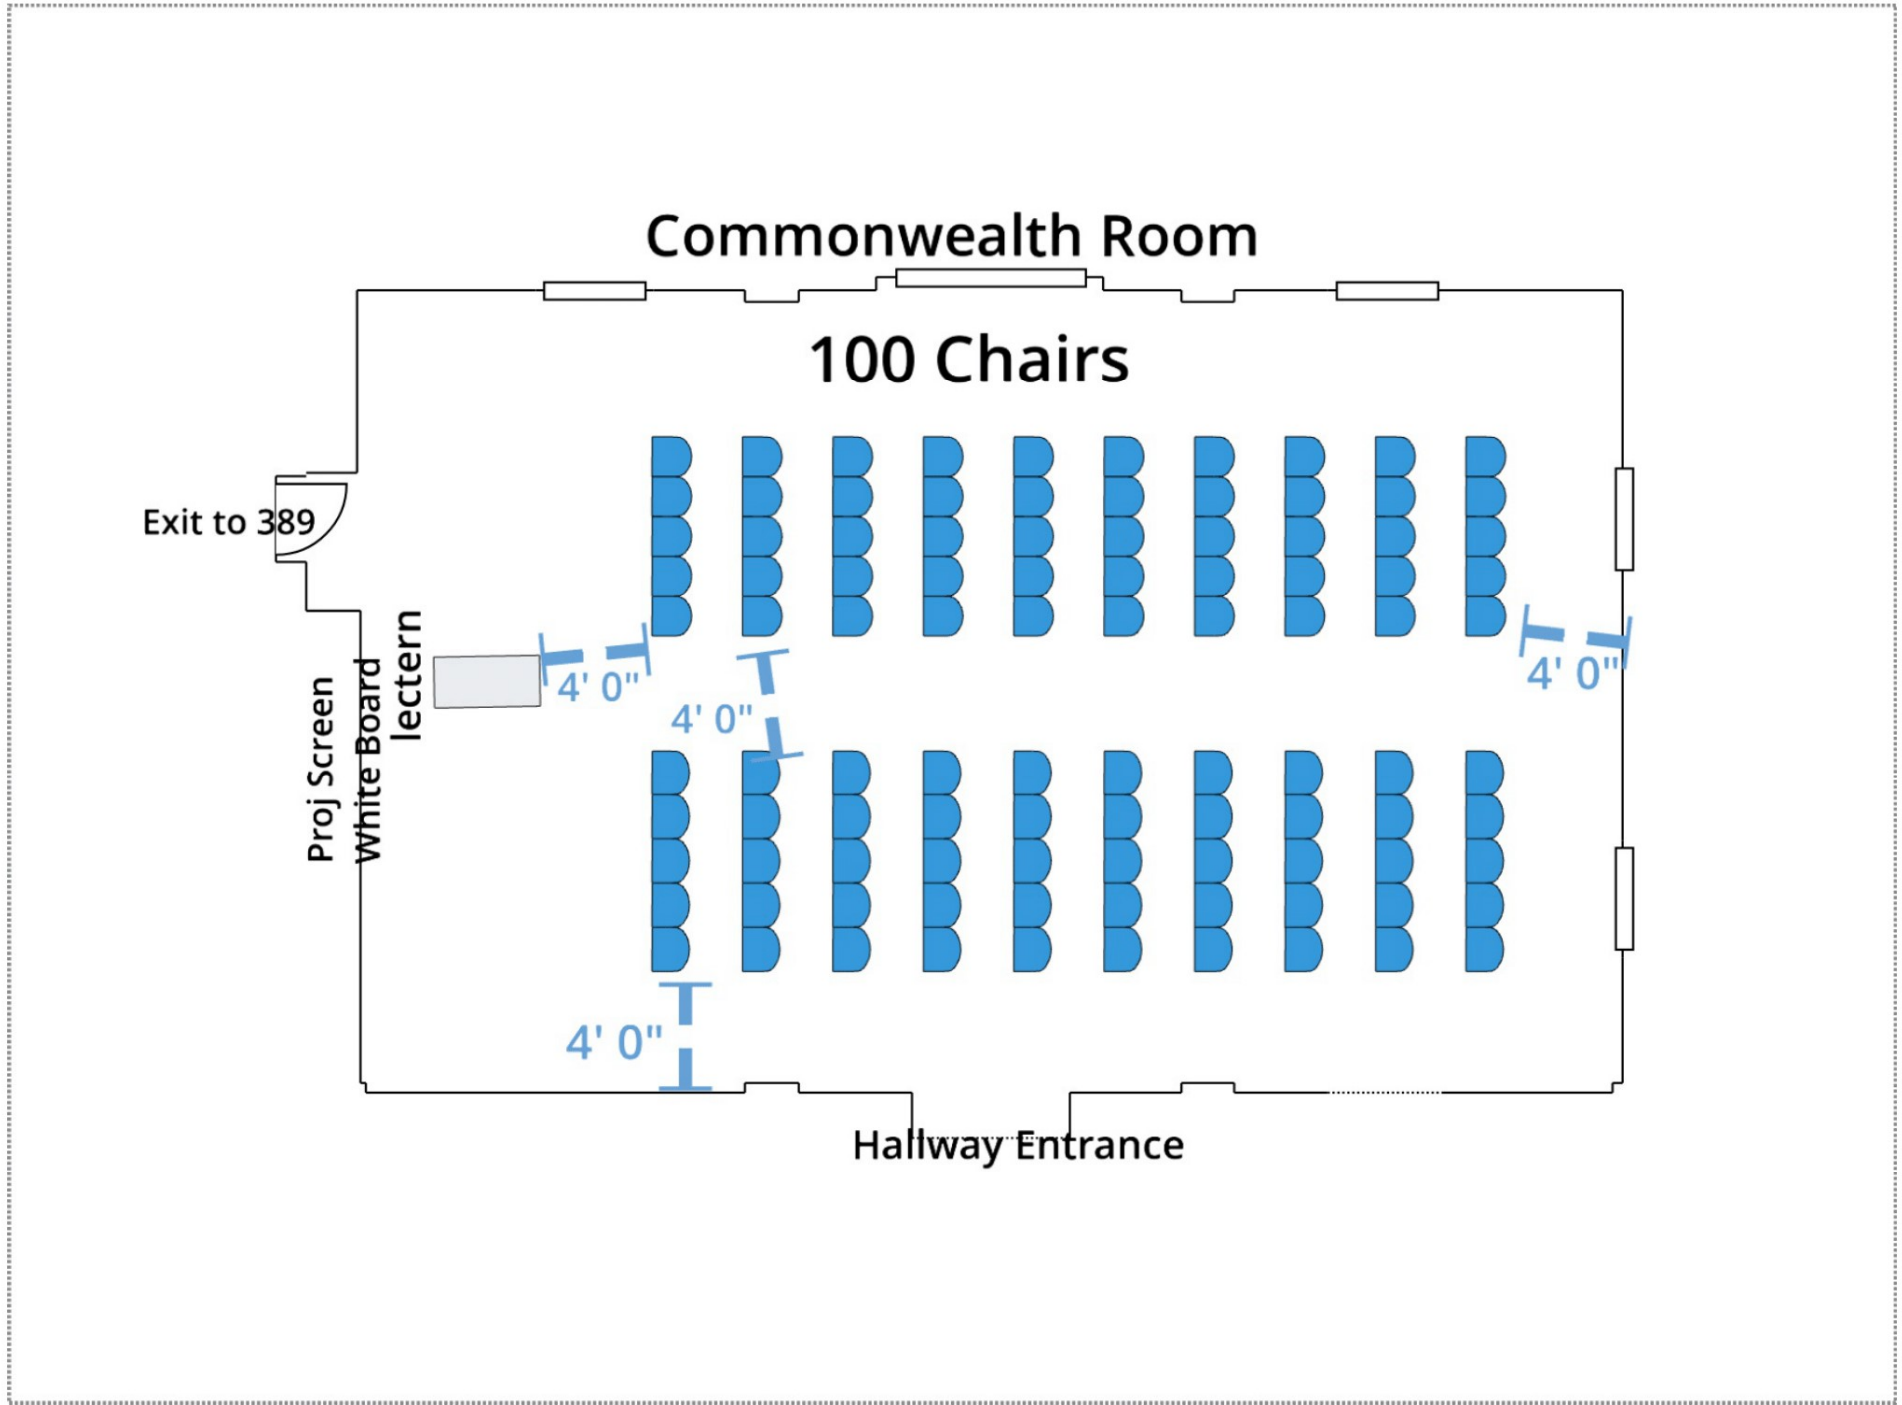 Commonwealth Room
100 Chairs
Exit to 389
lectern
Proj Screen
White Board
4' 0"
4' 0"
4' 0"
4' 0"
Hallway Entrance